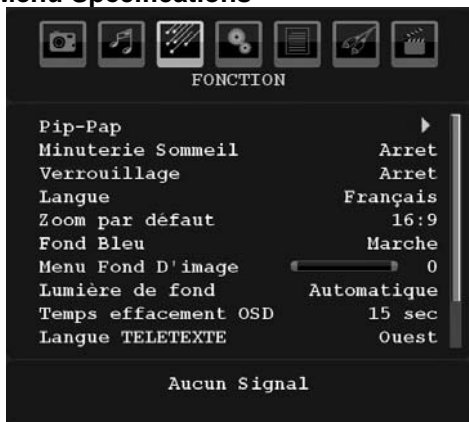 Menu Spécifications
FONCTION
Pip-Pap
Minuterie Sommeil Arret
Verrouillage Arret
Langue Français
Zoom par défaut 16:9
Fond Bleu Marche
Menu Fond D'image 0
Lumière de fond Automatique
Temps effacement OSD 15 sec
Langue TELETEXTE Ouest
Aucun Signal